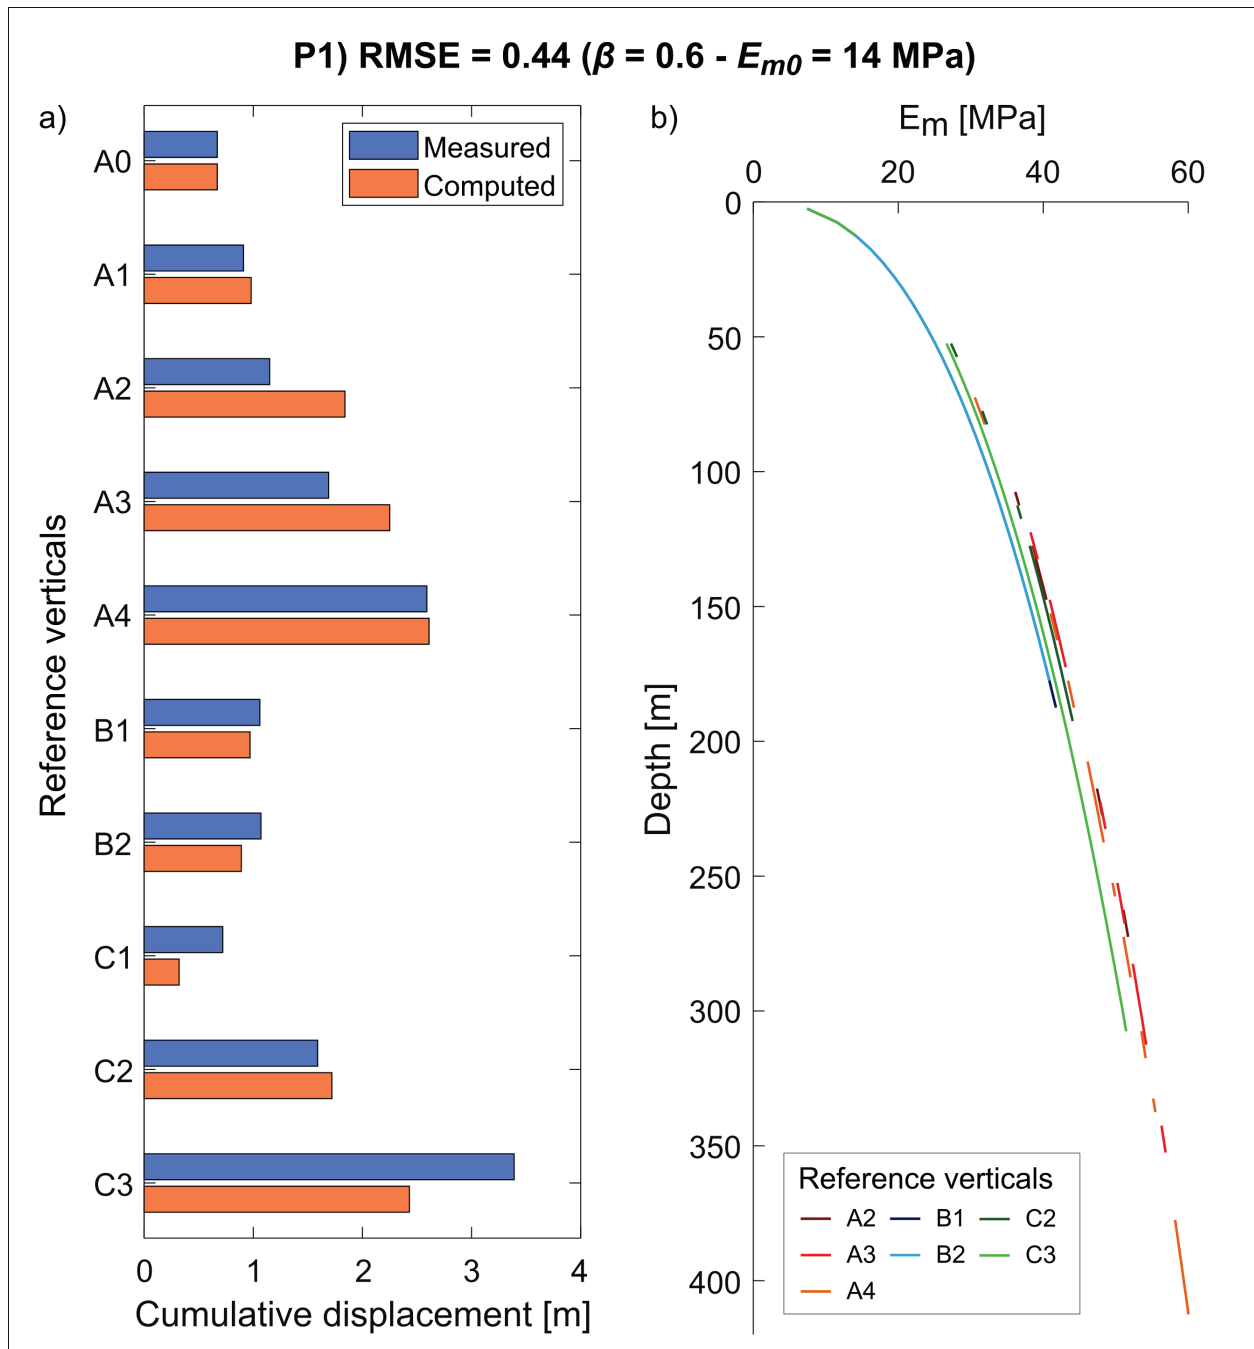 P1) RMSE = 0.44 (β = 0.6 - Em0 = 14 MPa)
a)
Measured
Computed
A0
A1
A2
A3
A4
B1
B2
C1
C2
C3
Reference verticals
0 1 2 3 4
Cumulative displacement [m]
b)
Em [MPa]
0 20 40 60
0
50
100
150
200
250
300
350
400
Depth [m]
Reference verticals
A2 B1 C2
A3 B2 C3
A4